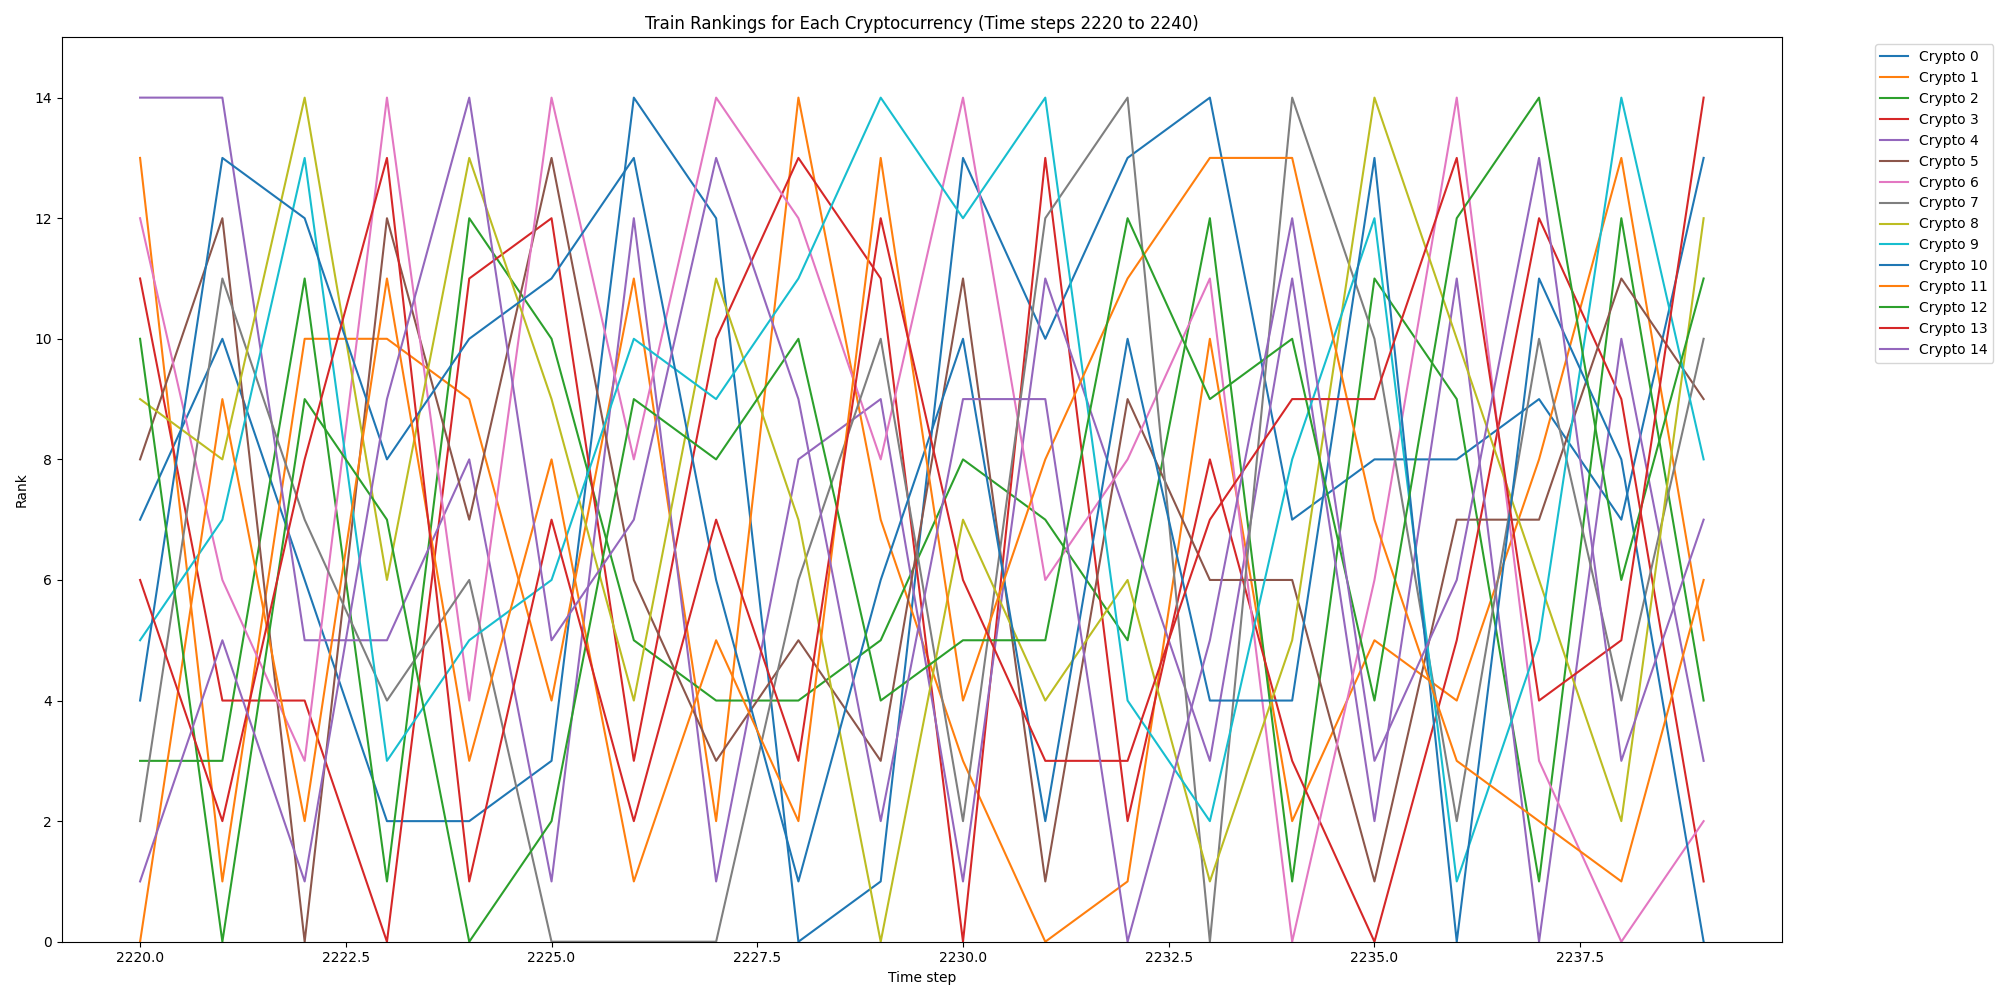 Train Rankings for Each Cryptocurrency (Time steps 2220 to 2240)
Crypto 0
Crypto 1
Crypto 2
Crypto 3
Crypto 4
Crypto 5
Crypto 6
Crypto 7
Crypto 8
Crypto 9
Crypto 10
Crypto 11
Crypto 12
Crypto 13
Crypto 14
14
12
10
8
6
4
2
0
Rank
2220.0 2222.5 2225.0 2227.5 2230.0 2232.5 2235.0 2237.5
Time step